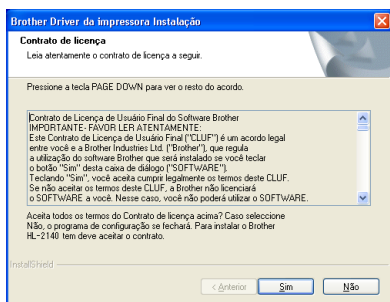 Brother Driver da impressora Instalação
Contrato de licença
Leia atentamente o contrato de licença a seguir.
Pressione a tecla PAGE DOWN para ver o resto do acordo.
Contrato de Licença de Usuário Final do Software Brother
IMPORTANTE- FAVOR LER ATENTAMENTE:
Este Contrato de Licença de Usuário Final ("CLUF") é um acordo legal
entre você e a Brother Industries Ltd. ("Brother"), que regula
a utilização do software Brother que será instalado se você teclar
o botão "Sim" desta caixa de diálogo ("SOFTWARE").
Teclando "Sim", você aceita cumprir legalmente os termos deste CLUF.
Se não aceitar os termos deste CLUF, a Brother não licenciará
o SOFTWARE a você. Nesse caso, você não poderá utilizar o SOFTWARE.
Aceita todos os termos do Contrato de licença acima? Caso seleccione
Não, o programa de configuração se fechará. Para instalar o Brother
HL-2140 tem deve aceitar o contrato.
InstallShield
< Anterior Sim Não